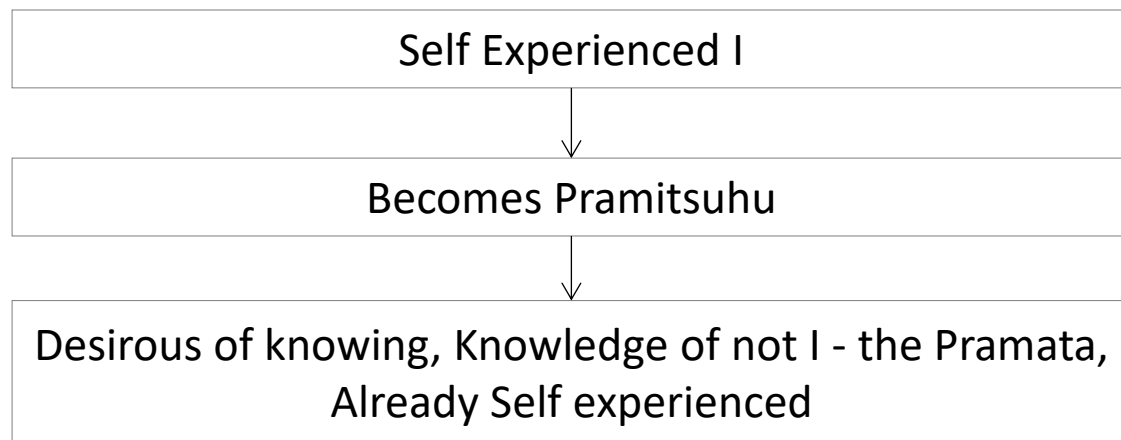 Self Experienced I
Becomes Pramitsuhu
Desirous of knowing, Knowledge of not I - the Pramata,
Already Self experienced